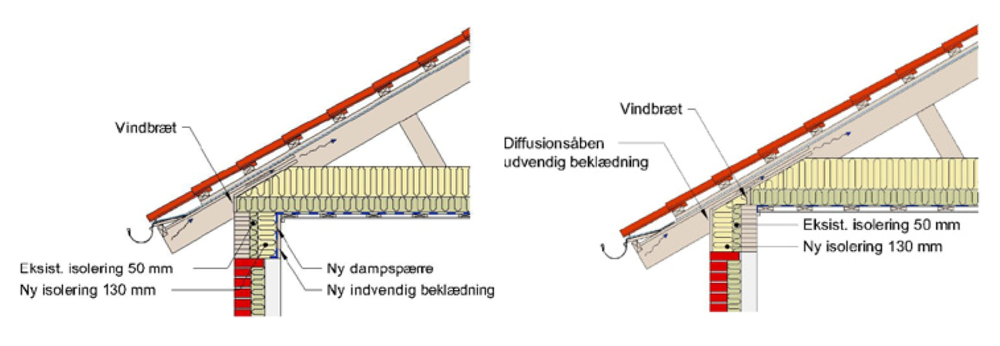 Vindbræt
Eksist. isolering 50 mm
Ny isolering 130 mm
Ny dampspærre
Ny indvendig beklædning
Vindbræt
Diffusionsåben
udvendig beklædning
Eksist. isolering 50 mm
Ny isolering 130 mm